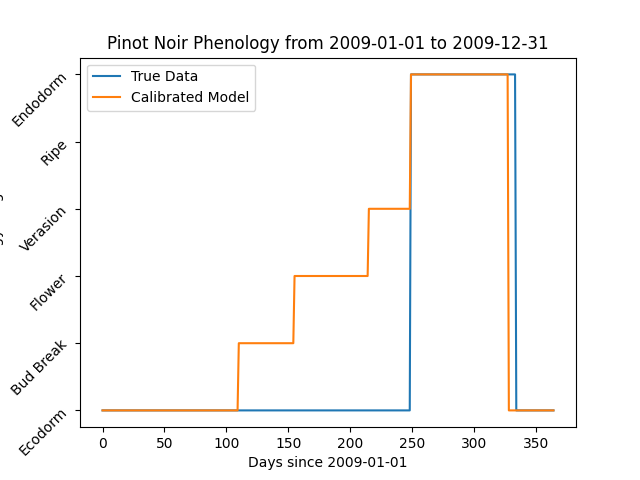 Pinot Noir Phenology from 2009-01-01 to 2009-12-31
True Data
Calibrated Model
Endodorm
Ripe
Verasion
Flower
Bud Break
Ecodorm
0 50 100 150 200 250 300 350
Days since 2009-01-01